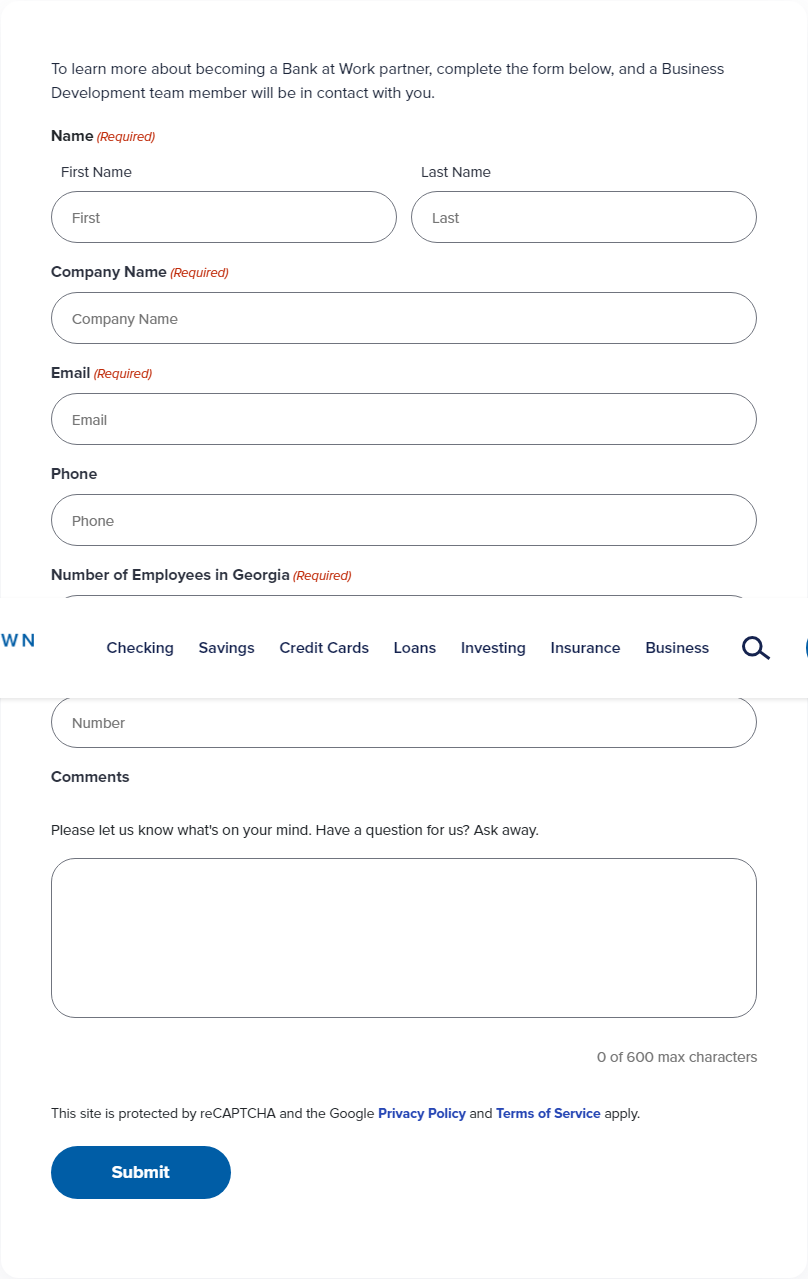 To learn more about becoming a Bank at Work partner, complete the form below, and a Business
Development team member will be in contact with you.
Name (Required)
First Name Last Name
First Last
Company Name (Required)
Company Name
Email (Required)
Email
Phone
Phone
Number of Employees in Georgia (Required)
WN Checking Savings Credit Cards Loans Investing Insurance Business
Number
Comments
Please let us know what's on your mind. Have a question for us? Ask away.
0 of 600 max characters
This site is protected by reCAPTCHA and the Google Privacy Policy and Terms of Service apply.
Submit